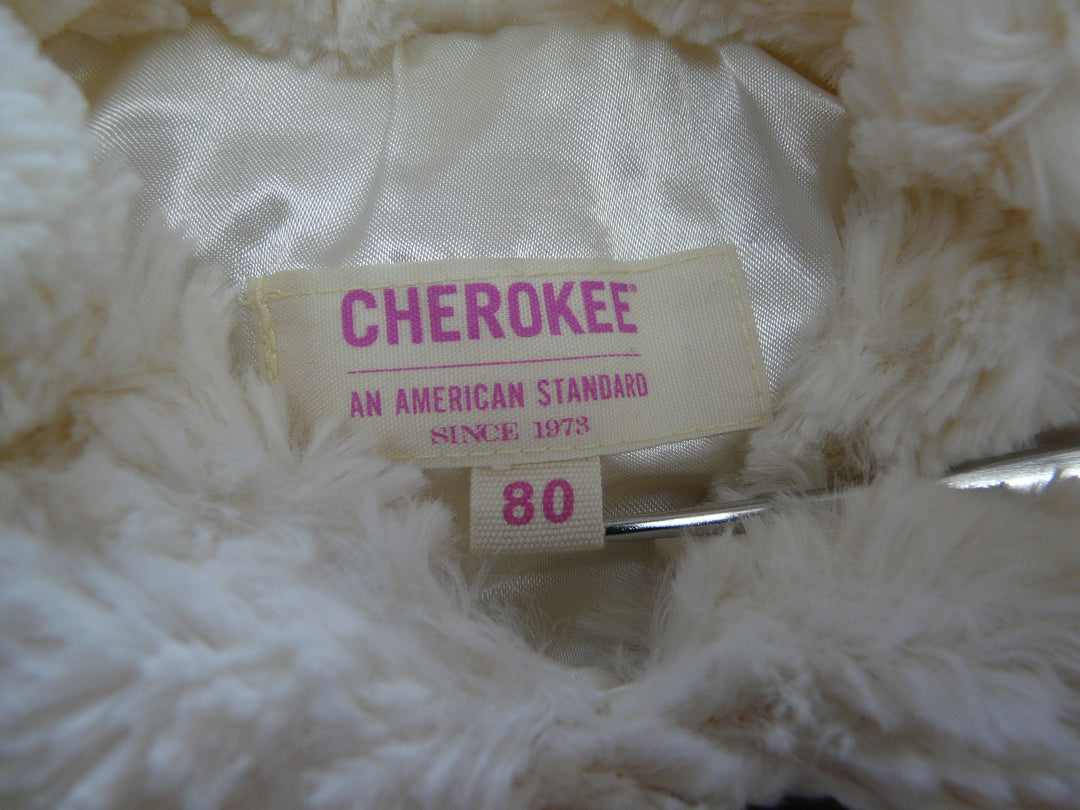 CHEROKEE
AN AMERICAN STANDARD
SINCE 1973
80